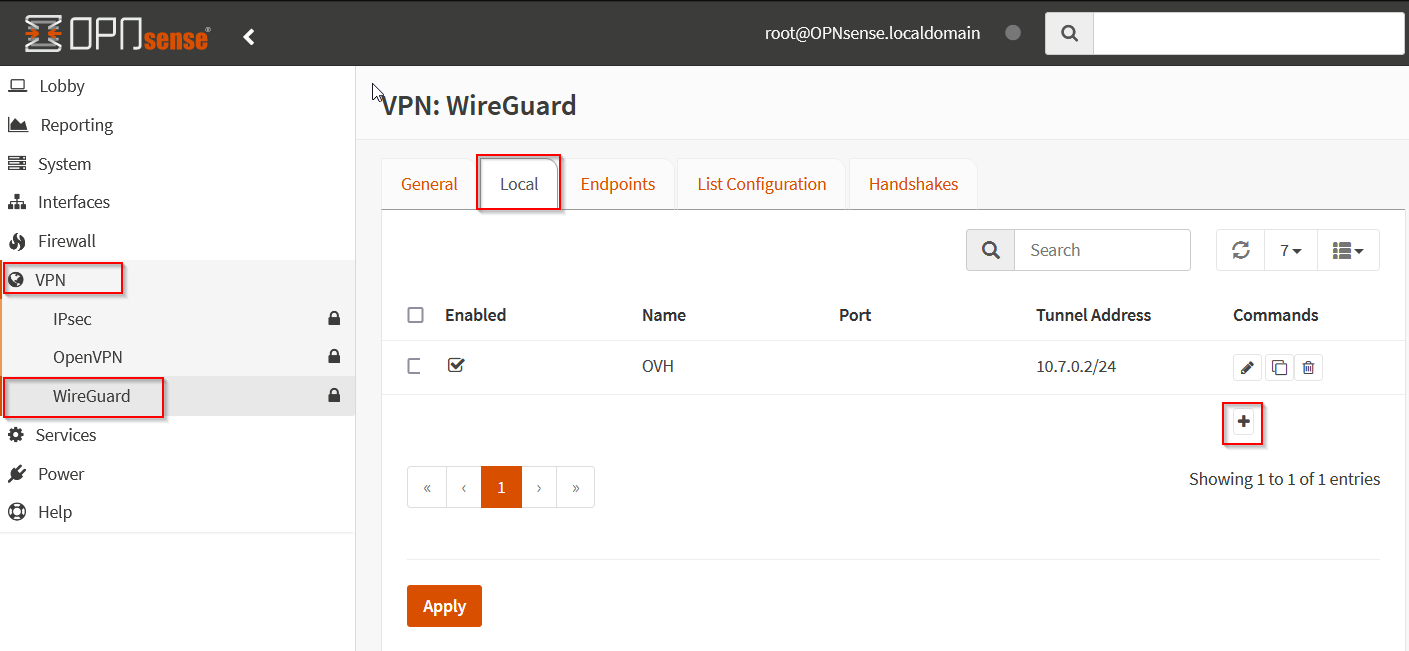 OPNsense®
root@OPNsense.localdomain
Lobby
Reporting
System
Interfaces
Firewall
VPN
IPsec
OpenVPN
WireGuard
Services
Power
Help
VPN: WireGuard
General Local Endpoints List Configuration Handshakes
Search 7
Enabled Name Port Tunnel Address Commands
OVH 10.7.0.2/24
+
« ‹ 1 › »
Showing 1 to 1 of 1 entries
Apply